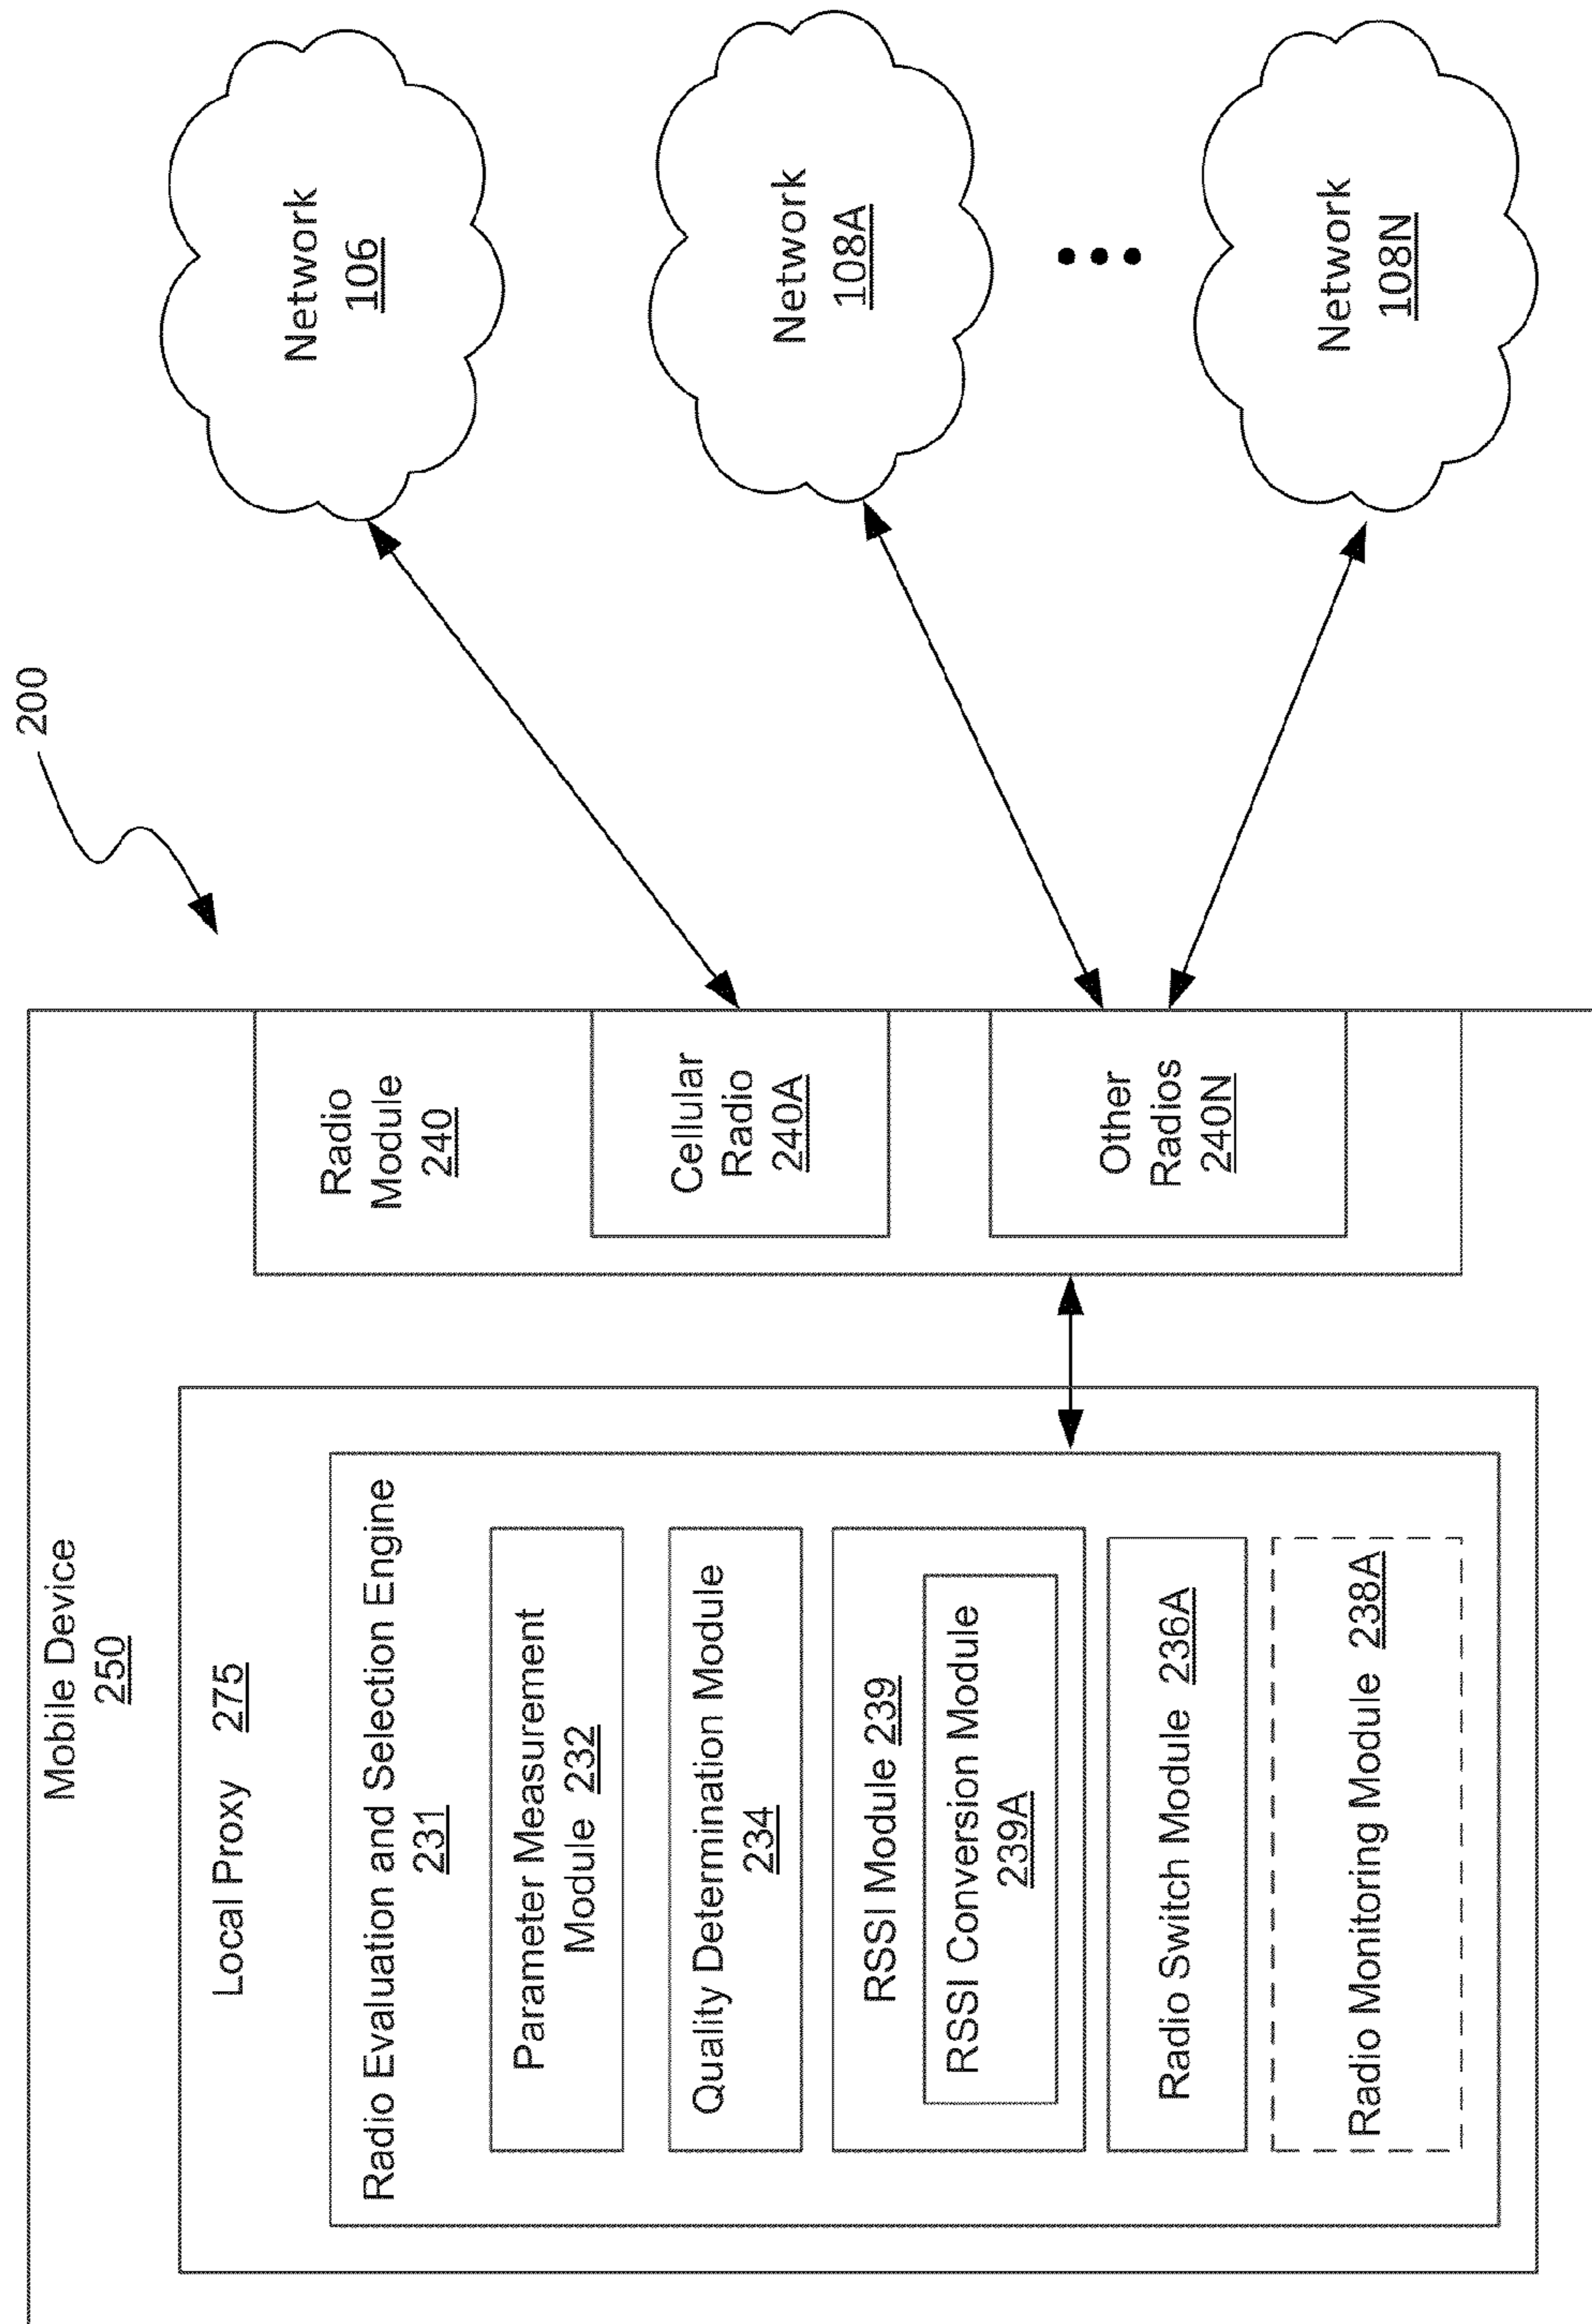 200
Mobile Device
250
Local Proxy 275
Radio Evaluation and Selection Engine
231
Parameter Measurement
Module 232
Quality Determination Module
234
RSSI Module 239
RSSI Conversion Module
239A
Radio Switch Module 236A
Radio Monitoring Module 238A
Radio
Module
240
Cellular
Radio
240A
Other
Radios
240N
Network
106
Network
108A
Network
108N